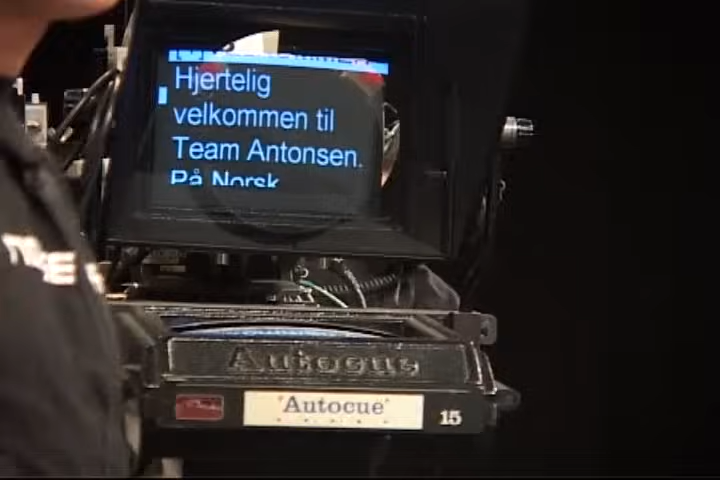 Hjertelig
velkommen til
Team Antonsen.
På Norsk
Autocue
'Autocue'
15